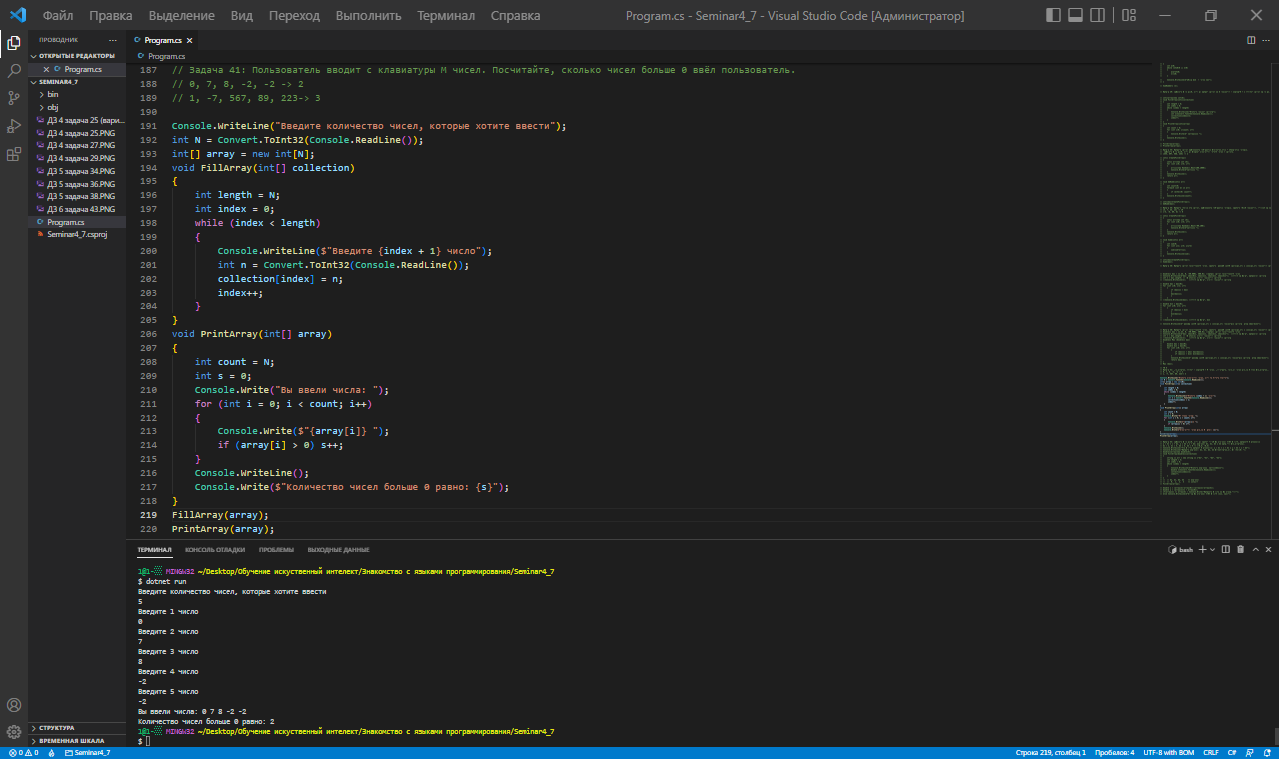 Файл Правка Выделение Вид Переход Выполнить Терминал Справка
Program.cs - Seminar4_7 - Visual Studio Code [Администратор]
ПРОВОДНИК
ОТКРЫТЫЕ РЕДАКТОРЫ
Program.cs
SEMINAR4_7
bin
obj
ДЗ 4 задача 25 (вари...
ДЗ 4 задача 25.PNG
ДЗ 4 задача 27.PNG
ДЗ 4 задача 29.PNG
ДЗ 5 задача 34.PNG
ДЗ 5 задача 36.PNG
ДЗ 5 задача 38.PNG
ДЗ 6 задача 43.PNG
Program.cs
Seminar4_7.csproj
СТРУКТУРА
ВРЕМЕННАЯ ШКАЛА
Program.cs
Program.cs
187 // Задача 41: Пользователь вводит с клавиатуры M чисел. Посчитайте, сколько чисел больше 0 ввёл пользователь.
188 // 0, 7, 8, -2, -2 -> 2
189 // 1, -7, 567, 89, 223-> 3
190
191 Console.WriteLine("Введите количество чисел, которые хотите ввести");
192 int N = Convert.ToInt32(Console.ReadLine());
193 int[] array = new int[N];
194 void FillArray(int[] collection)
195 {
196 int length = N;
197 int index = 0;
198 while (index < length)
199 {
200 Console.WriteLine($"Введите {index + 1} число");
201 int n = Convert.ToInt32(Console.ReadLine());
202 collection[index] = n;
203 index++;
204 }
205 }
206 void PrintArray(int[] array)
207 {
208 int count = N;
209 int s = 0;
210 Console.Write("Вы ввели числа: ");
211 for (int i = 0; i < count; i++)
212 {
213 Console.Write($"{array[i]} ");
214 if (array[i] > 0) s++;
215 }
216 Console.WriteLine();
217 Console.Write($"Количество чисел больше 0 равно: {s}");
218 }
219 FillArray(array);
220 PrintArray(array);
ТЕРМИНАЛ КОНСОЛЬ ОТЛАДКИ ПРОБЛЕМЫ ВЫХОДНЫЕ ДАННЫЕ
bash
MINGW32 ~/Desktop/Обучение искуственный интелект/Знакомство с языками программирования/Seminar4_7
$ dotnet run
Введите количество чисел, которые хотите ввести
5
Введите 1 число
0
Введите 2 число
7
Введите 3 число
8
Введите 4 число
-2
Введите 5 число
-2
Вы ввели числа: 0 7 8 -2 -2
Количество чисел больше 0 равно: 2
MINGW32 ~/Desktop/Обучение искуственный интелект/Знакомство с языками программирования/Seminar4_7
$
0 0 Seminar4_7
Строка 219, столбец 1 Пробелов: 4 UTF-8 with BOM CRLF C#